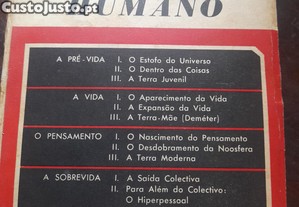 CustoJusto.pt
HUMANO
A PRÉ-VIDA I. O Estofo do Universo
II. O Dentro das Coisas
III. A Terra Juvenil
A VIDA I. O Aparecimento da Vida
II. A Expansão da Vida
III. A Terra-Mãe (Deméter)
O PENSAMENTO I. O Nascimento do Pensamento
II. O Desdobramento da Noosfera
III. A Terra Moderna
A SOBREVIDA I. A Saída Colectiva
II. Para Além do Colectivo:
O Hiperpessoal